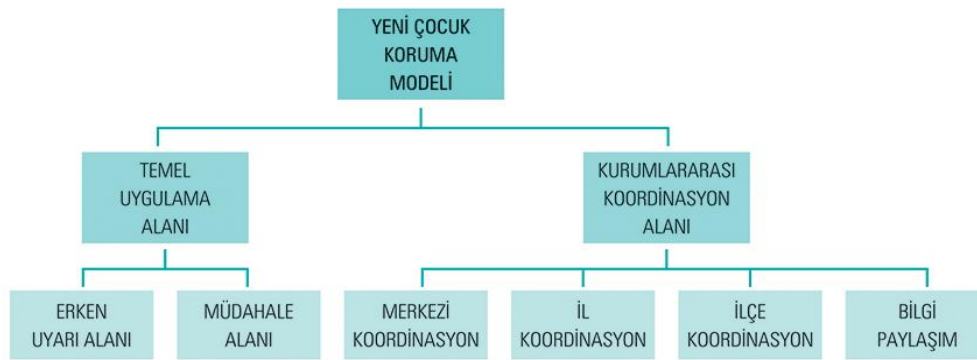 YENİ ÇOCUK
KORUMA
MODELİ
TEMEL
UYGULAMA
ALANI
KURUMLARARASI
KOORDİNASYON
ALANI
ERKEN
UYARI ALANI
MÜDAHALE
ALANI
MERKEZİ
KOORDİNASYON
İL
KOORDİNASYON
İLÇE
KOORDİNASYON
BİLGİ
PAYLAŞIM